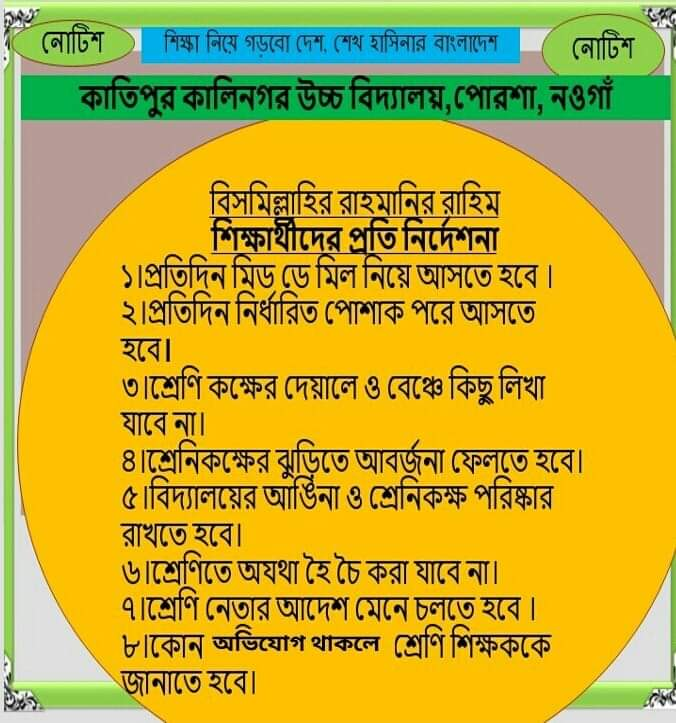 নোটিশ
শিক্ষা নিয়ে গড়বো দেশ, শেখ হাসিনার বাংলাদেশ
নোটিশ
কাতিপুর কালিনগর উচ্চ বিদ্যালয়,পোরশা, নওগাঁ
বিসমিল্লাহির রাহমানির রাহিম
শিক্ষার্থীদের প্রতি নির্দেশনা
১।প্রতিদিন মিড ডে মিল নিয়ে আসতে হবে ।
২।প্রতিদিন নির্ধারিত পোশাক পরে আসতে
হবে।
৩।শ্রেণি কক্ষের দেয়ালে ও বেঞ্চে কিছু লিখা
যাবে না।
৪।শ্রেনিকক্ষের ঝুড়িতে আবর্জনা ফেলতে হবে।
৫।বিদ্যালয়ের আঙিনা ও শ্রেনিকক্ষ পরিষ্কার
রাখতে হবে।
৬।শ্রেণিতে অযথা হৈ চৈ করা যাবে না।
৭।শ্রেণি নেতার আদেশ মেনে চলতে হবে ।
৮।কোন অভিযোগ থাকলে শ্রেণি শিক্ষককে
জানাতে হবে।